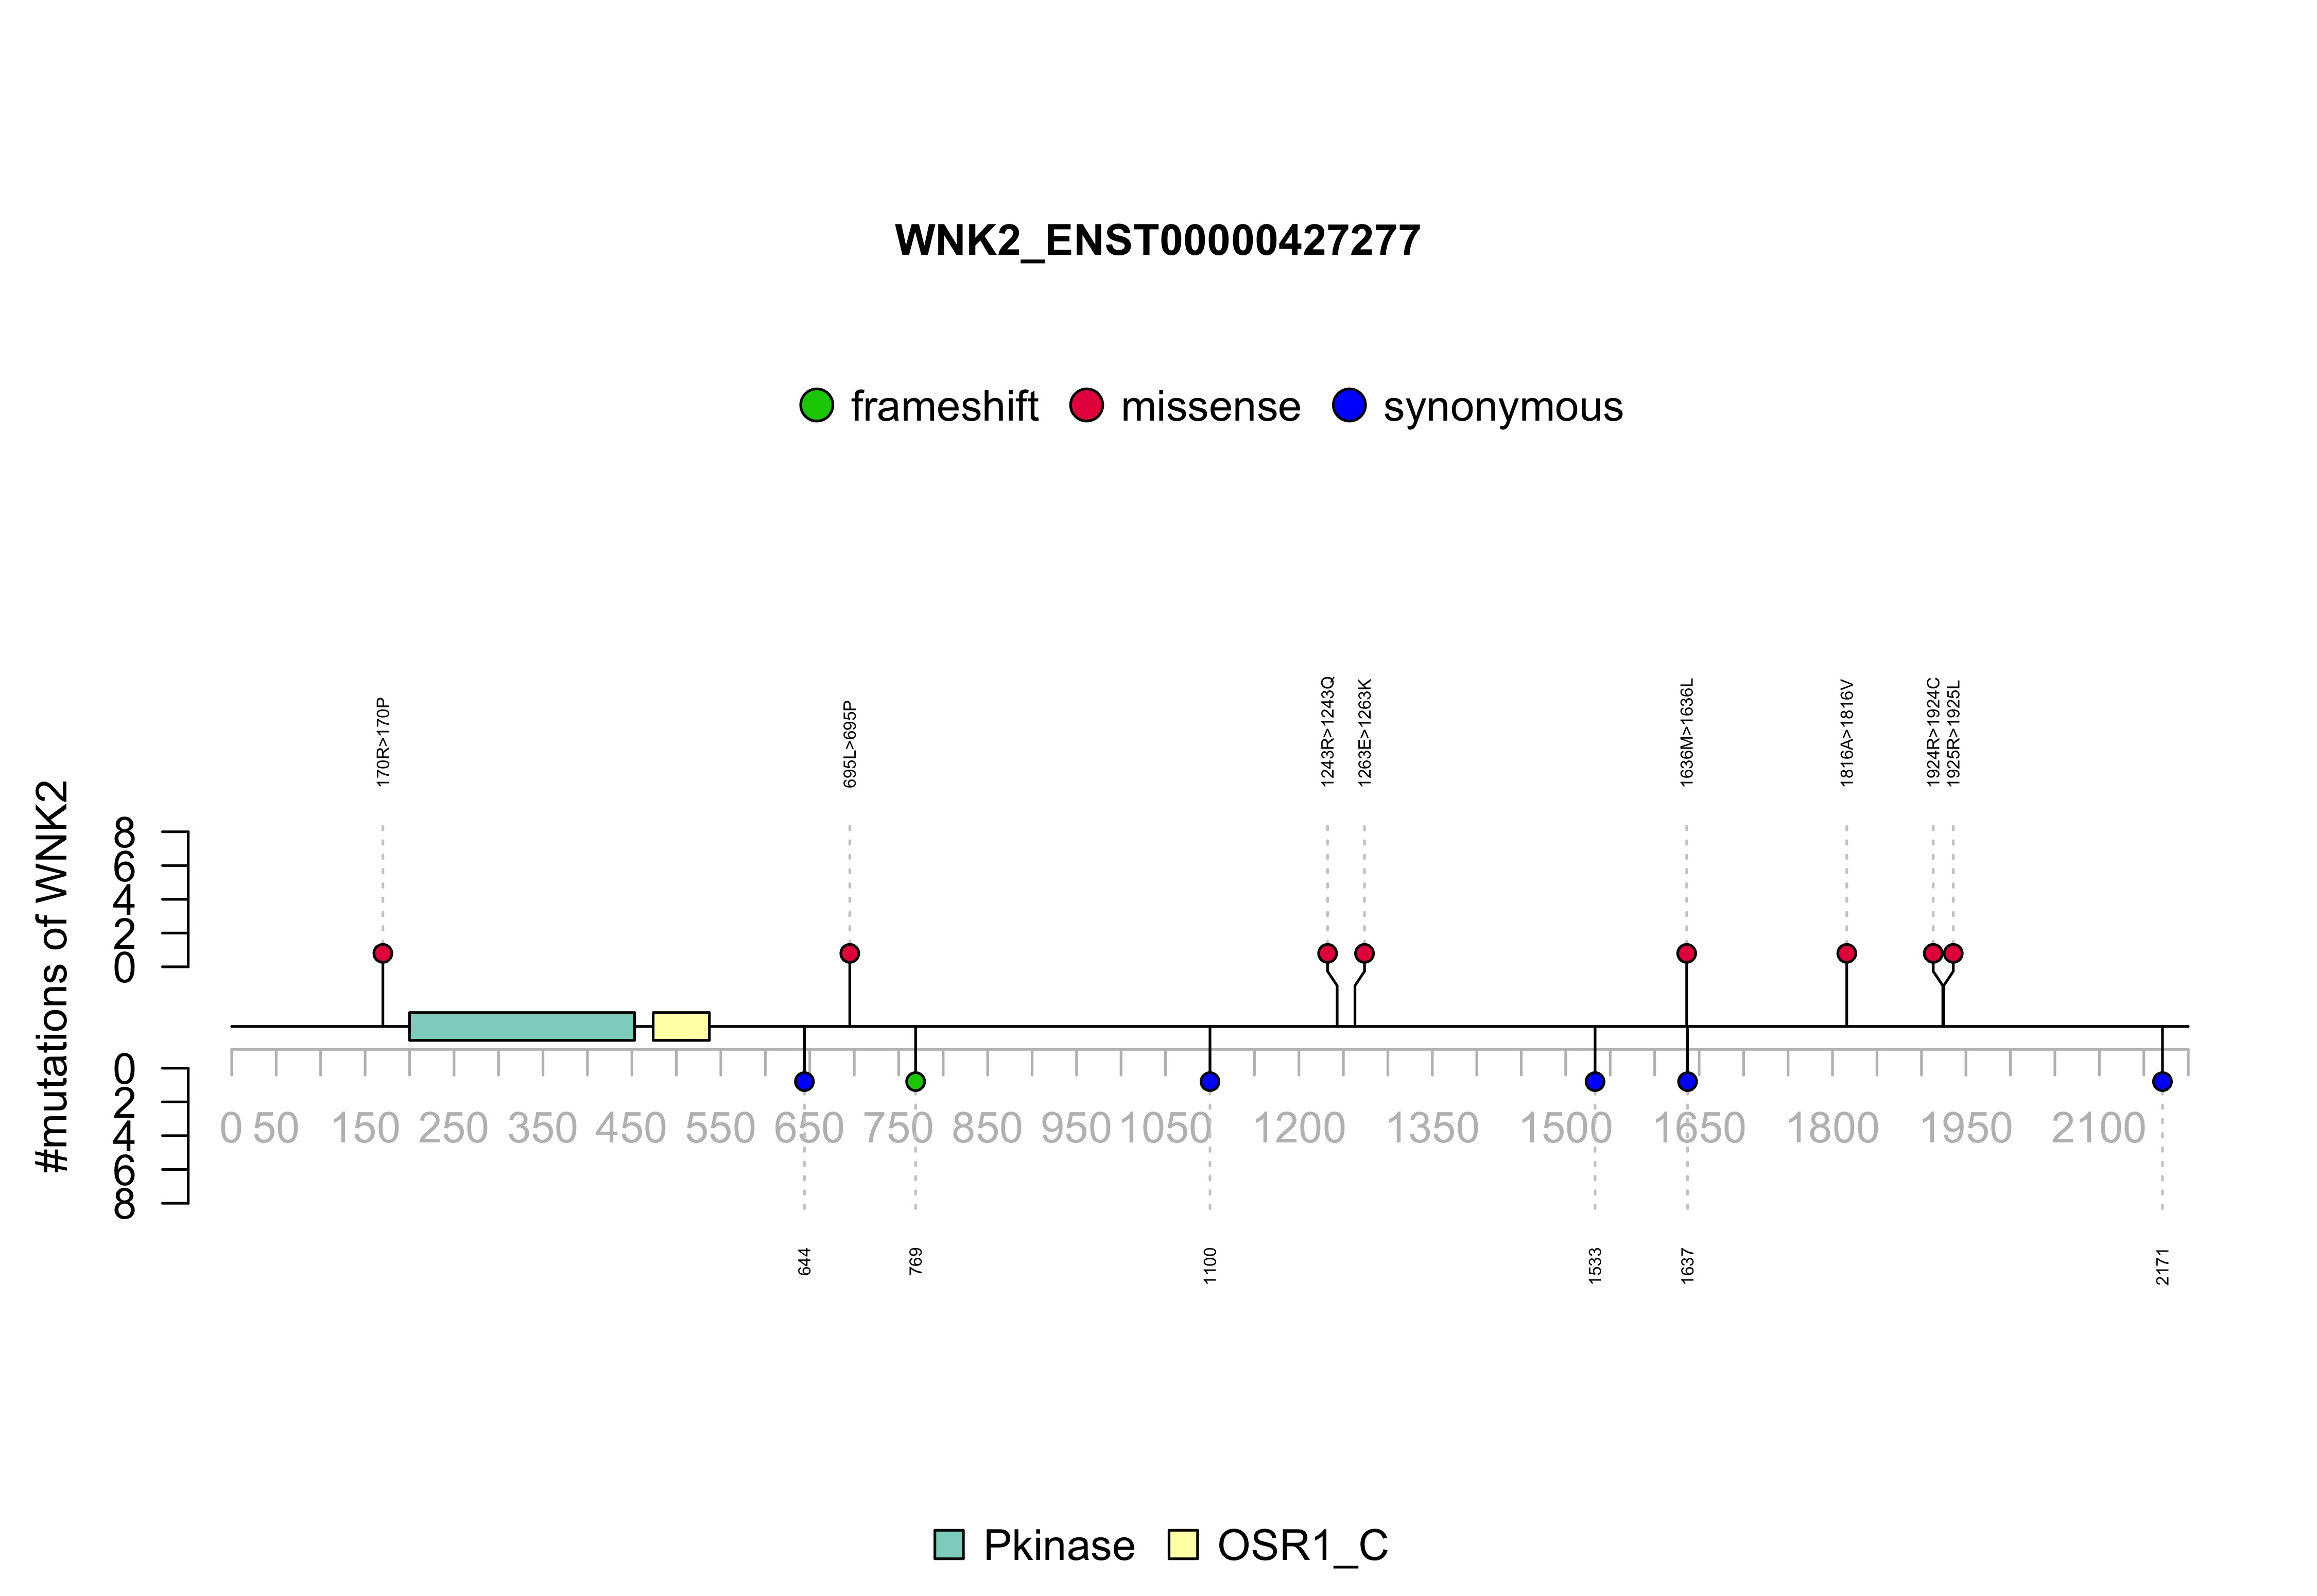 WNK2_ENST00000427277
frameshift missense synonymous
170R>170P
695L>695P
1243R>1243Q
1263E>1263K
1636M>1636L
1816A>1816V
1924R>1924C
1925R>1925L
#mutations of WNK2
8
6
4
2
0
0
2
4
6
8
0 50 150 250 350 450 550 650 750 850 950 1050 1200 1350 1500 1650 1800 1950 2100
644
769
1100
1533
1637
2171
Pkinase OSR1_C